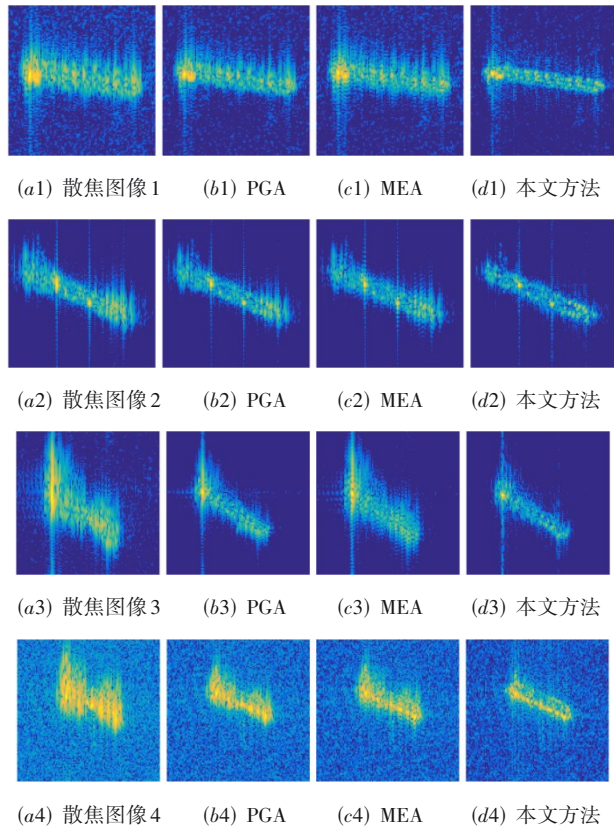 (a1) 散焦图像1 (b1) PGA (c1) MEA (d1) 本文方法
(a2) 散焦图像2 (b2) PGA (c2) MEA (d2) 本文方法
(a3) 散焦图像3 (b3) PGA (c3) MEA (d3) 本文方法
(a4) 散焦图像4 (b4) PGA (c4) MEA (d4) 本文方法